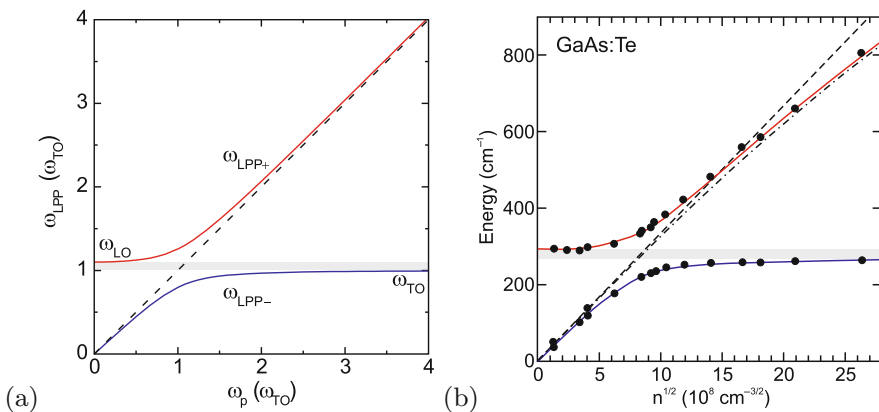 4
3
2
1
0
0
1
2
3
4
ω_LPP (ω_TO)
ω_p (ω_TO)
ω_LO
ω_LPP+
ω_LPP−
ω_TO
(a)
GaAs:Te
800
600
400
200
0
0
5
10
15
20
25
Energy (cm⁻¹)
n^1/2 (10⁸ cm^−3/2)
(b)